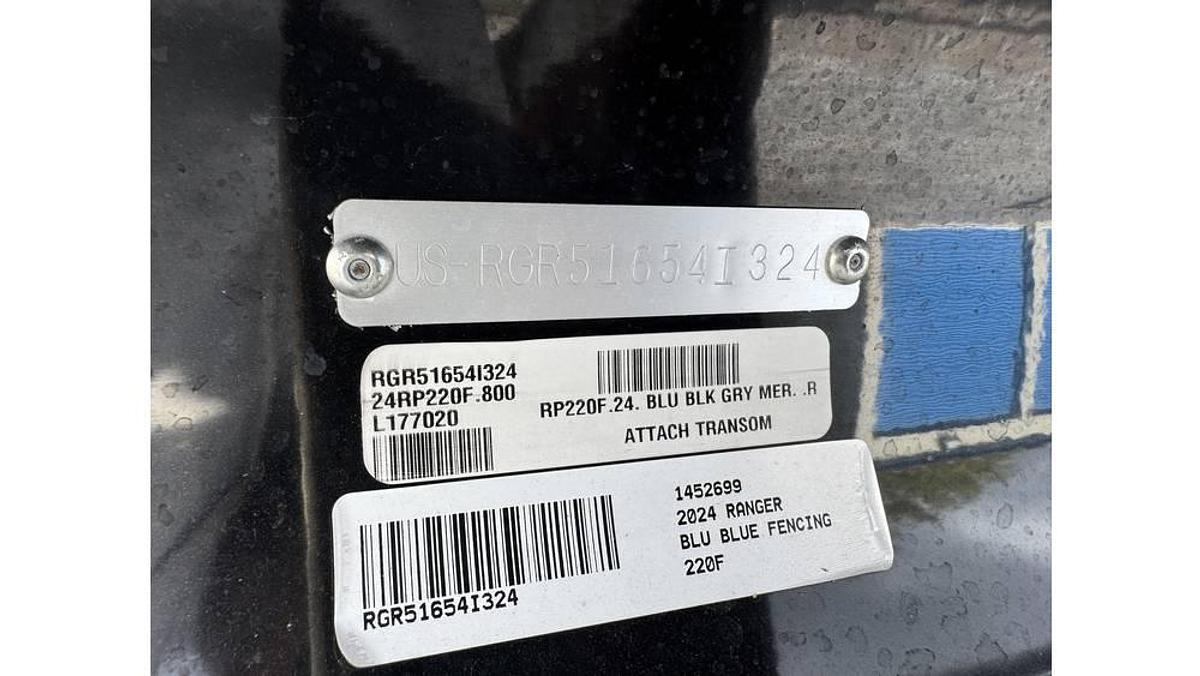 US-RGR51654I324
RGR51654I324
24RP220F.800
L177020
RP220F.24. BLU BLK GRY MER. .R
ATTACH TRANSOM
1452699
2024 RANGER
BLU BLUE FENCING
220F
RGR51654I324